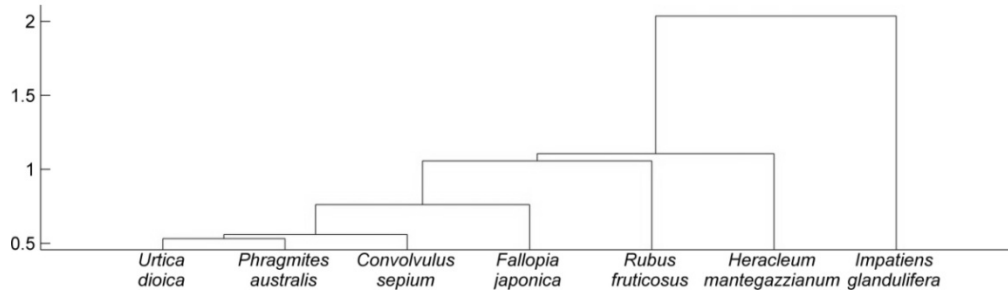 2
1.5
1
0.5
Urtica Phragmites Convolvulus Fallopia Rubus Heracleum Impatiens
dioica australis sepium japonica fruticosus mantegazzianum glandulifera